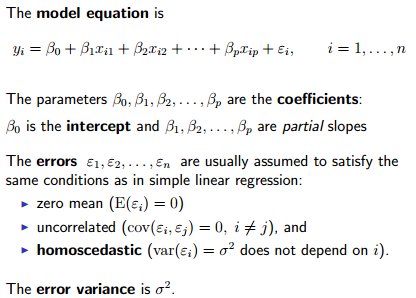 The model equation is
yᵢ = β₀ + β₁xᵢ₁ + β₂xᵢ₂ + ··· + βₚxᵢₚ + εᵢ, i = 1, . . . , n
The parameters β₀, β₁, β₂, . . . , βₚ are the coefficients:
β₀ is the intercept and β₁, β₂, . . . , βₚ are partial slopes
The errors ε₁, ε₂, . . . , εₙ are usually assumed to satisfy the
same conditions as in simple linear regression:
▶ zero mean (E(εᵢ) = 0)
▶ uncorrelated (cov(εᵢ, εⱼ) = 0, i ≠ j), and
▶ homoscedastic (var(εᵢ) = σ² does not depend on i).
The error variance is σ².